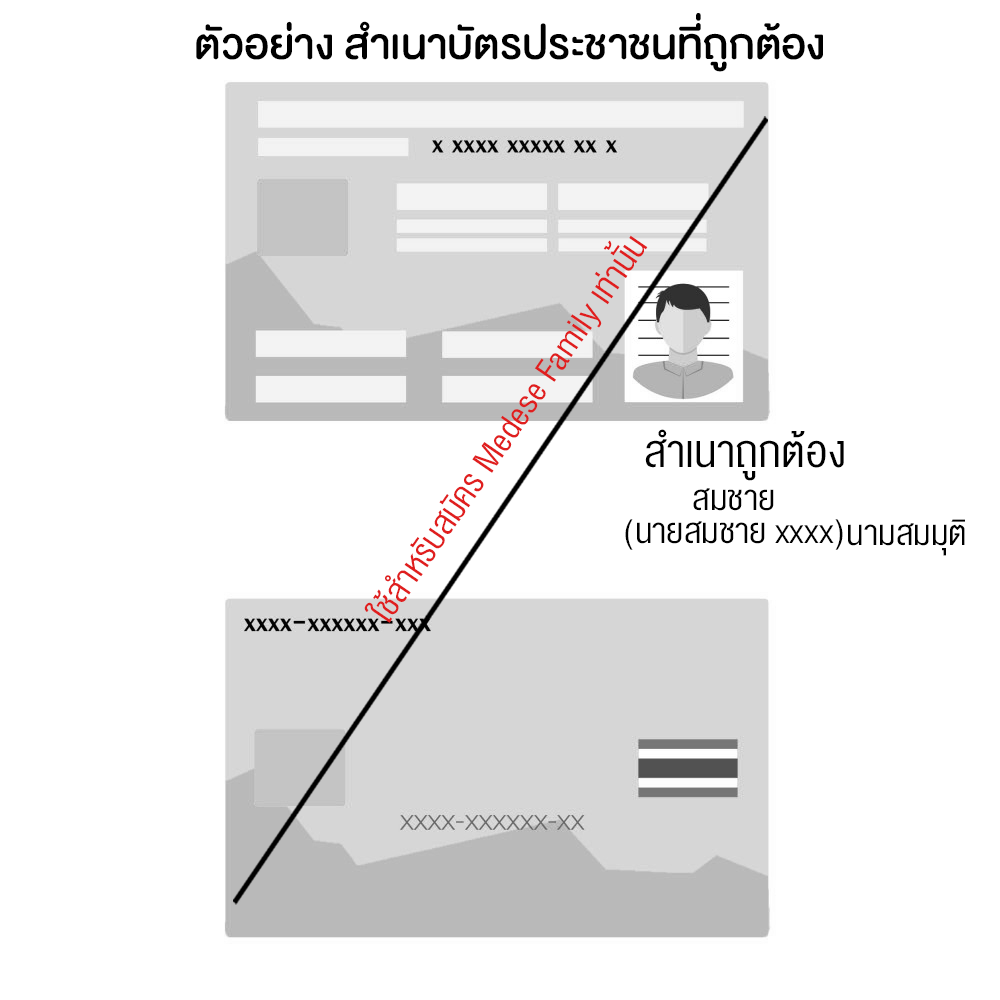 ตัวอย่าง สำเนาบัตรประชาชนที่ถูกต้อง
x xxxx xxxxx xx x
ใช้สำหรับสมัคร Medese Family เท่านั้น
สำเนาถูกต้อง
สมชาย
(นายสมชาย xxxx)นามสมมุติ
xxxx-xxxxxx-xxx
xxxx-xxxxxx-xx